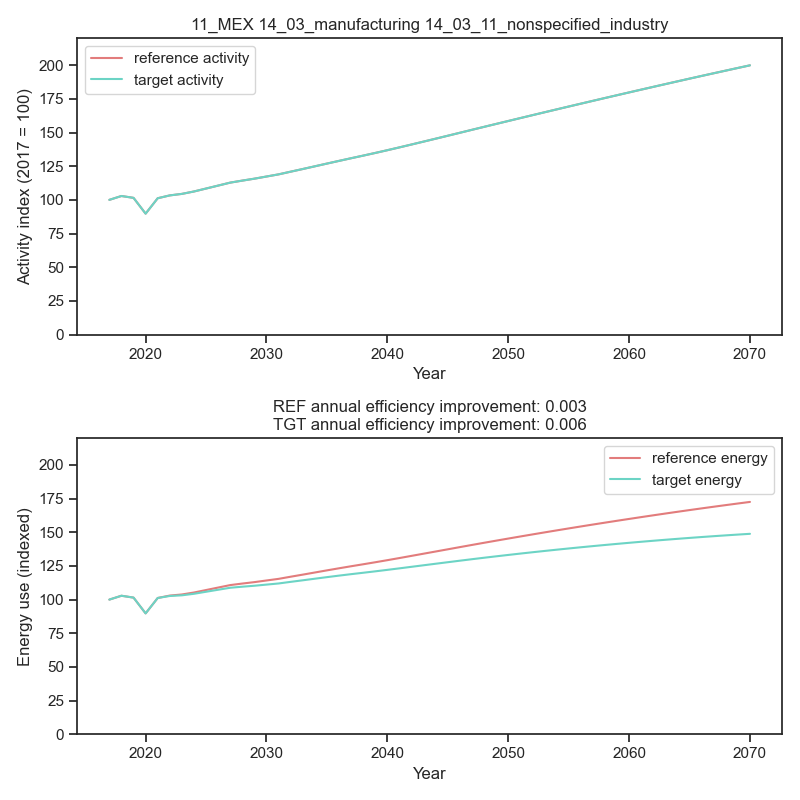 11_MEX 14_03_manufacturing 14_03_11_nonspecified_industry
reference activity
target activity
Activity index (2017 = 100)
200
175
150
125
100
75
50
25
0
2020 2030 2040 2050 2060 2070
Year
REF annual efficiency improvement: 0.003
TGT annual efficiency improvement: 0.006
reference energy
target energy
Energy use (indexed)
200
175
150
125
100
75
50
25
0
2020 2030 2040 2050 2060 2070
Year